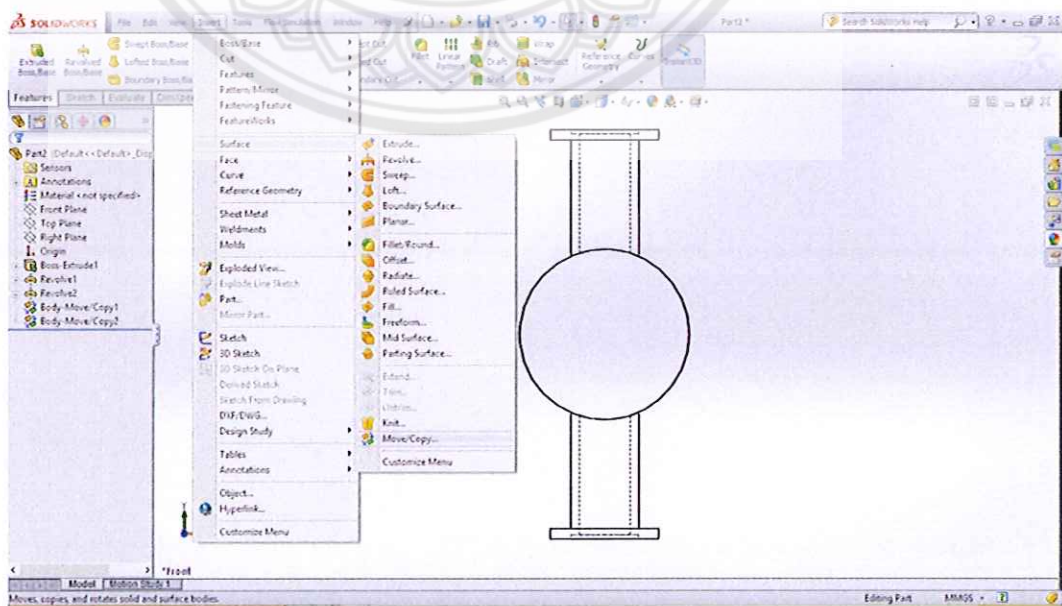 SOLIDWORKS File Edit View Insert Tools Window Help Part2 * Search SolidWorks Help
Extruded Boss/Base Revolved Boss/Base Swept Boss/Base Lofted Boss/Base Boundary Boss/Base
Fillet Linear Pattern Rib Draft Shell Wrap Intersect Mirror Reference Geometry Curves Instant3D
Features Sketch Evaluate
Part2 (Default<<Default>_Disp
Sensors
Annotations
Material <not specified>
Front Plane
Top Plane
Right Plane
Origin
Boss-Extrude1
Revolve1
Revolve2
Body-Move/Copy1
Body-Move/Copy2
Boss/Base
Cut
Features
Pattern/Mirror
Fastening Feature
FeatureWorks
Surface
Face
Curve
Reference Geometry
Sheet Metal
Weldments
Molds
Exploded View...
Explode Line Sketch
Part...
Mirror Part...
Sketch
3D Sketch
3D Sketch On Plane
Derived Sketch
Sketch From Drawing
DXF/DWG...
Design Study
Tables
Annotations
Object...
Hyperlink...
Customize Menu
Extrude...
Revolve...
Sweep...
Loft...
Boundary Surface...
Planar...
Fillet/Round...
Offset...
Radiate...
Ruled Surface...
Fill...
Freeform...
Mid Surface...
Parting Surface...
Extend...
Trim...
Untrim...
Knit...
Move/Copy...
Customize Menu
*Front
Model Motion Study 1
Moves, copies, and rotates solid and surface bodies. Editing Part MMGS